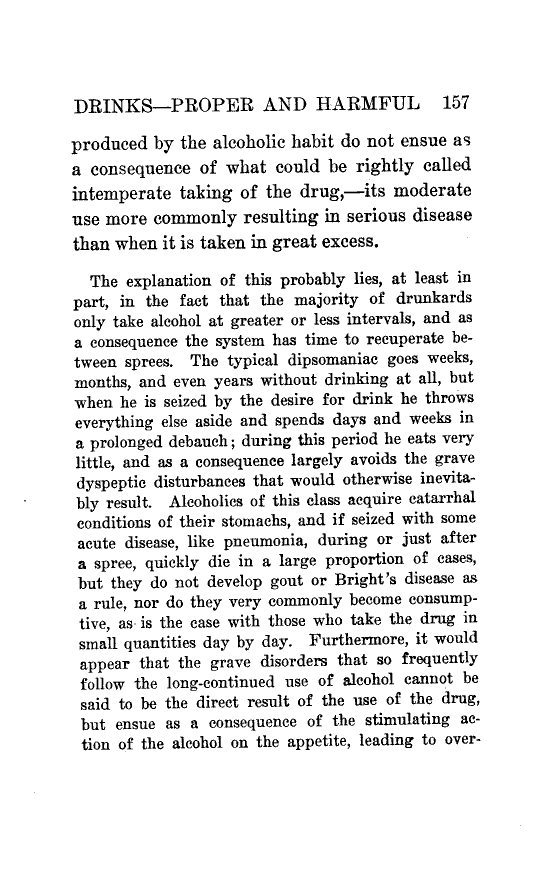 DRINKS—PROPER AND HARMFUL 157
produced by the alcoholic habit do not ensue as
a consequence of what could be rightly called
intemperate taking of the drug,—its moderate
use more commonly resulting in serious disease
than when it is taken in great excess.
The explanation of this probably lies, at least in
part, in the fact that the majority of drunkards
only take alcohol at greater or less intervals, and as
a consequence the system has time to recuperate be-
tween sprees. The typical dipsomaniac goes weeks,
months, and even years without drinking at all, but
when he is seized by the desire for drink he throws
everything else aside and spends days and weeks in
a prolonged debauch; during this period he eats very
little, and as a consequence largely avoids the grave
dyspeptic disturbances that would otherwise inevita-
bly result. Alcoholics of this class acquire catarrhal
conditions of their stomachs, and if seized with some
acute disease, like pneumonia, during or just after
a spree, quickly die in a large proportion of cases,
but they do not develop gout or Bright's disease as
a rule, nor do they very commonly become consump-
tive, as is the case with those who take the drug in
small quantities day by day. Furthermore, it would
appear that the grave disorders that so frequently
follow the long-continued use of alcohol cannot be
said to be the direct result of the use of the drug,
but ensue as a consequence of the stimulating ac-
tion of the alcohol on the appetite, leading to over-